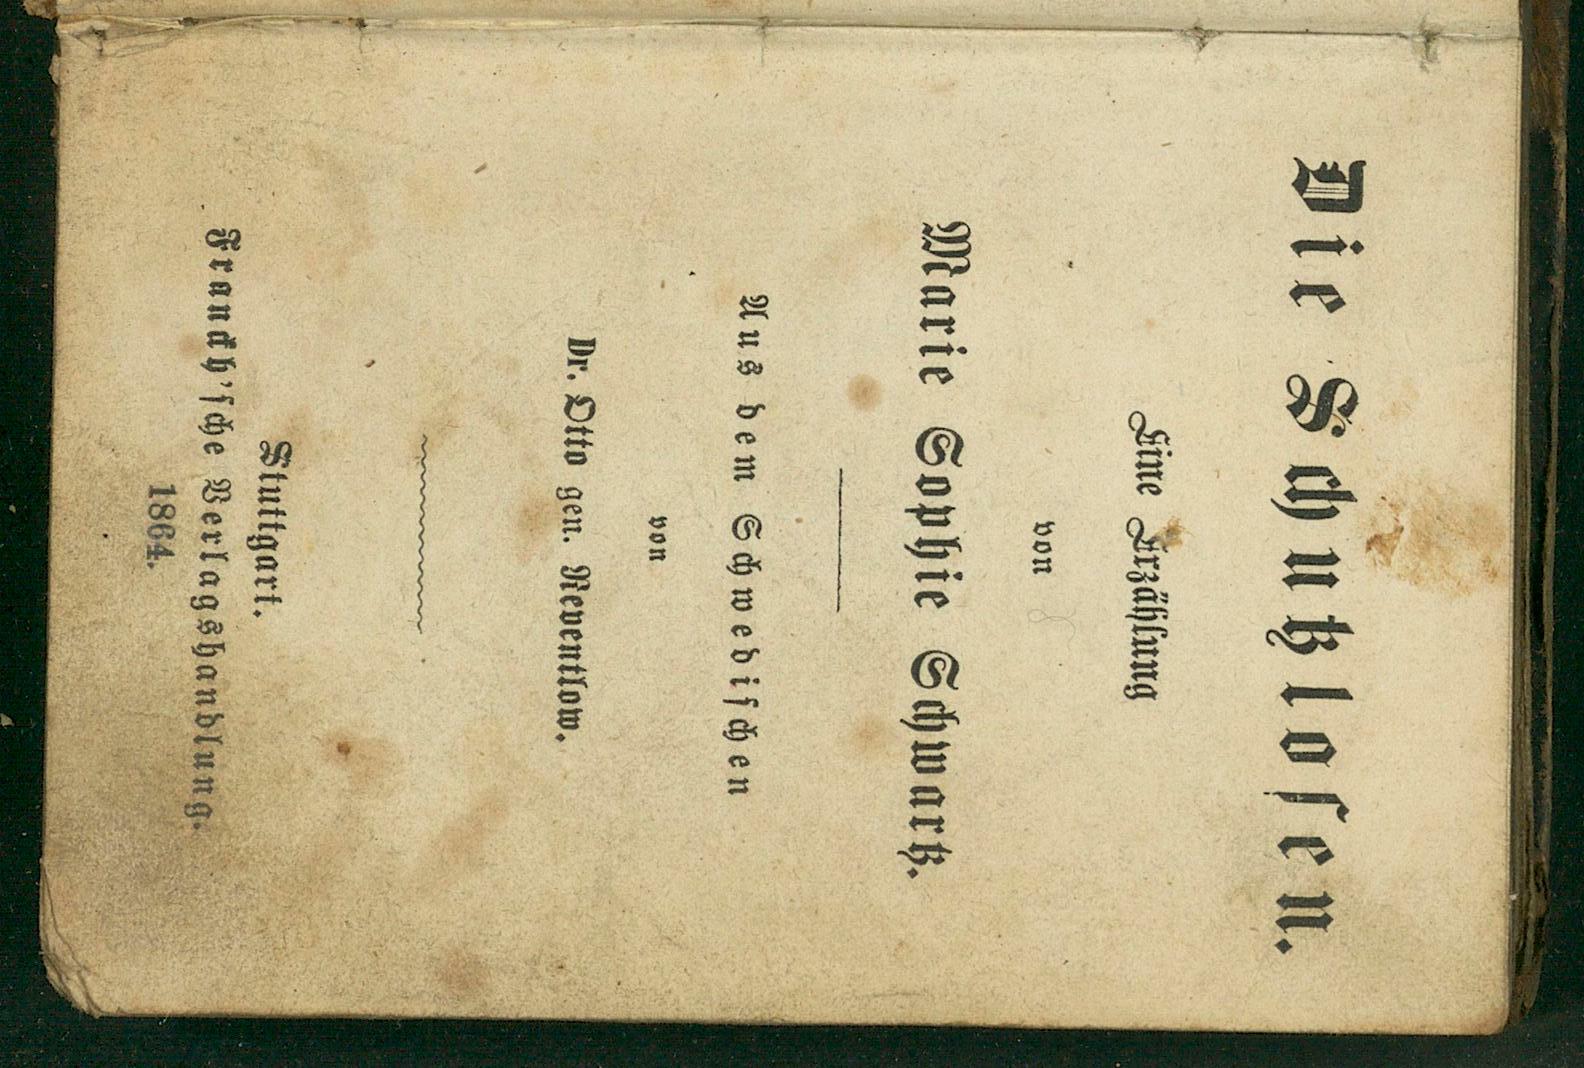 Die Schutzlosen.
Eine Erzählung
von
Marie Sophie Schwartz.
Aus dem Schwedischen
von
Dr. Otto gen. Reventlow.
Stuttgart.
Franckh'sche Verlagshandlung.
1864.